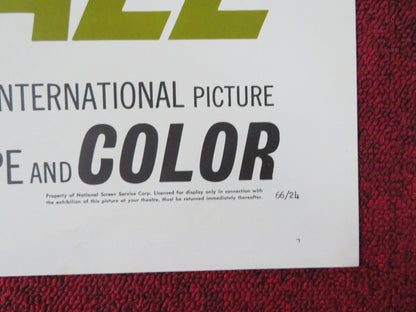 INTERNATIONAL PICTURE
AND COLOR
Property of National Screen Service Corp. Licensed for display only in connection with
the exhibition of this picture at your theatre. Must be returned immediately thereafter.
66/24